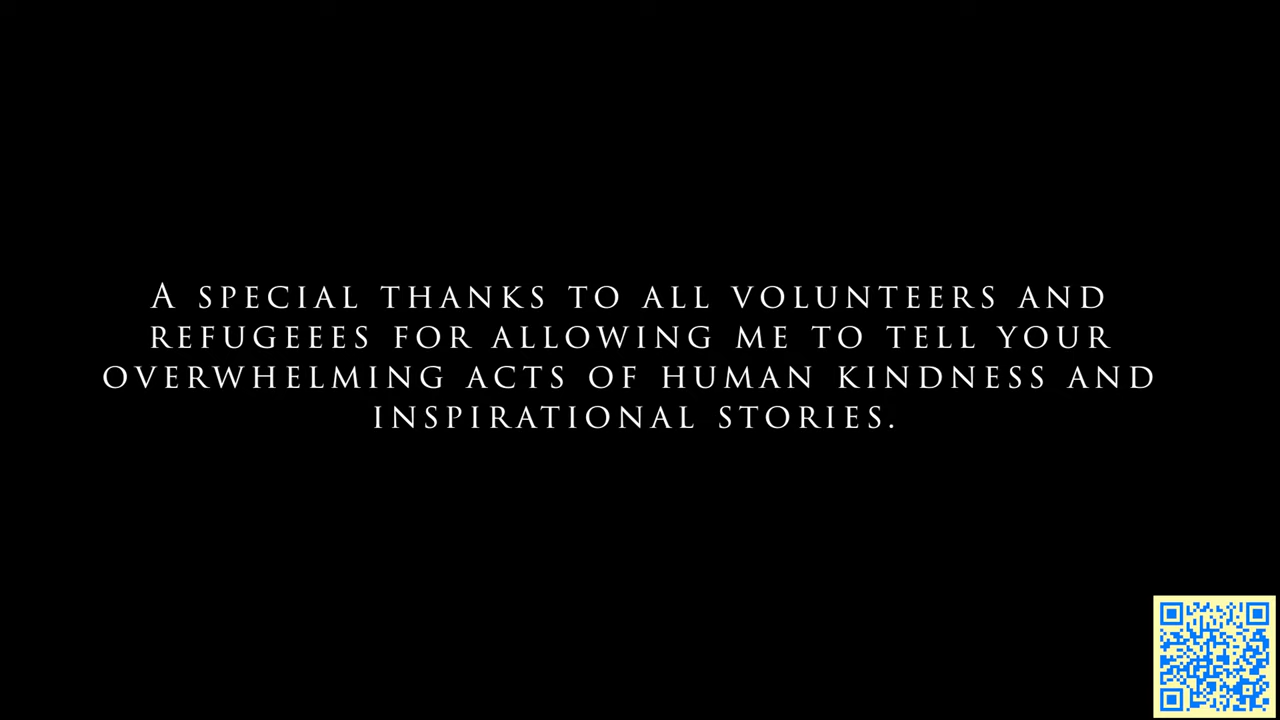 A SPECIAL THANKS TO ALL VOLUNTEERS AND
REFUGEEES FOR ALLOWING ME TO TELL YOUR
OVERWHELMING ACTS OF HUMAN KINDNESS AND
INSPIRATIONAL STORIES.